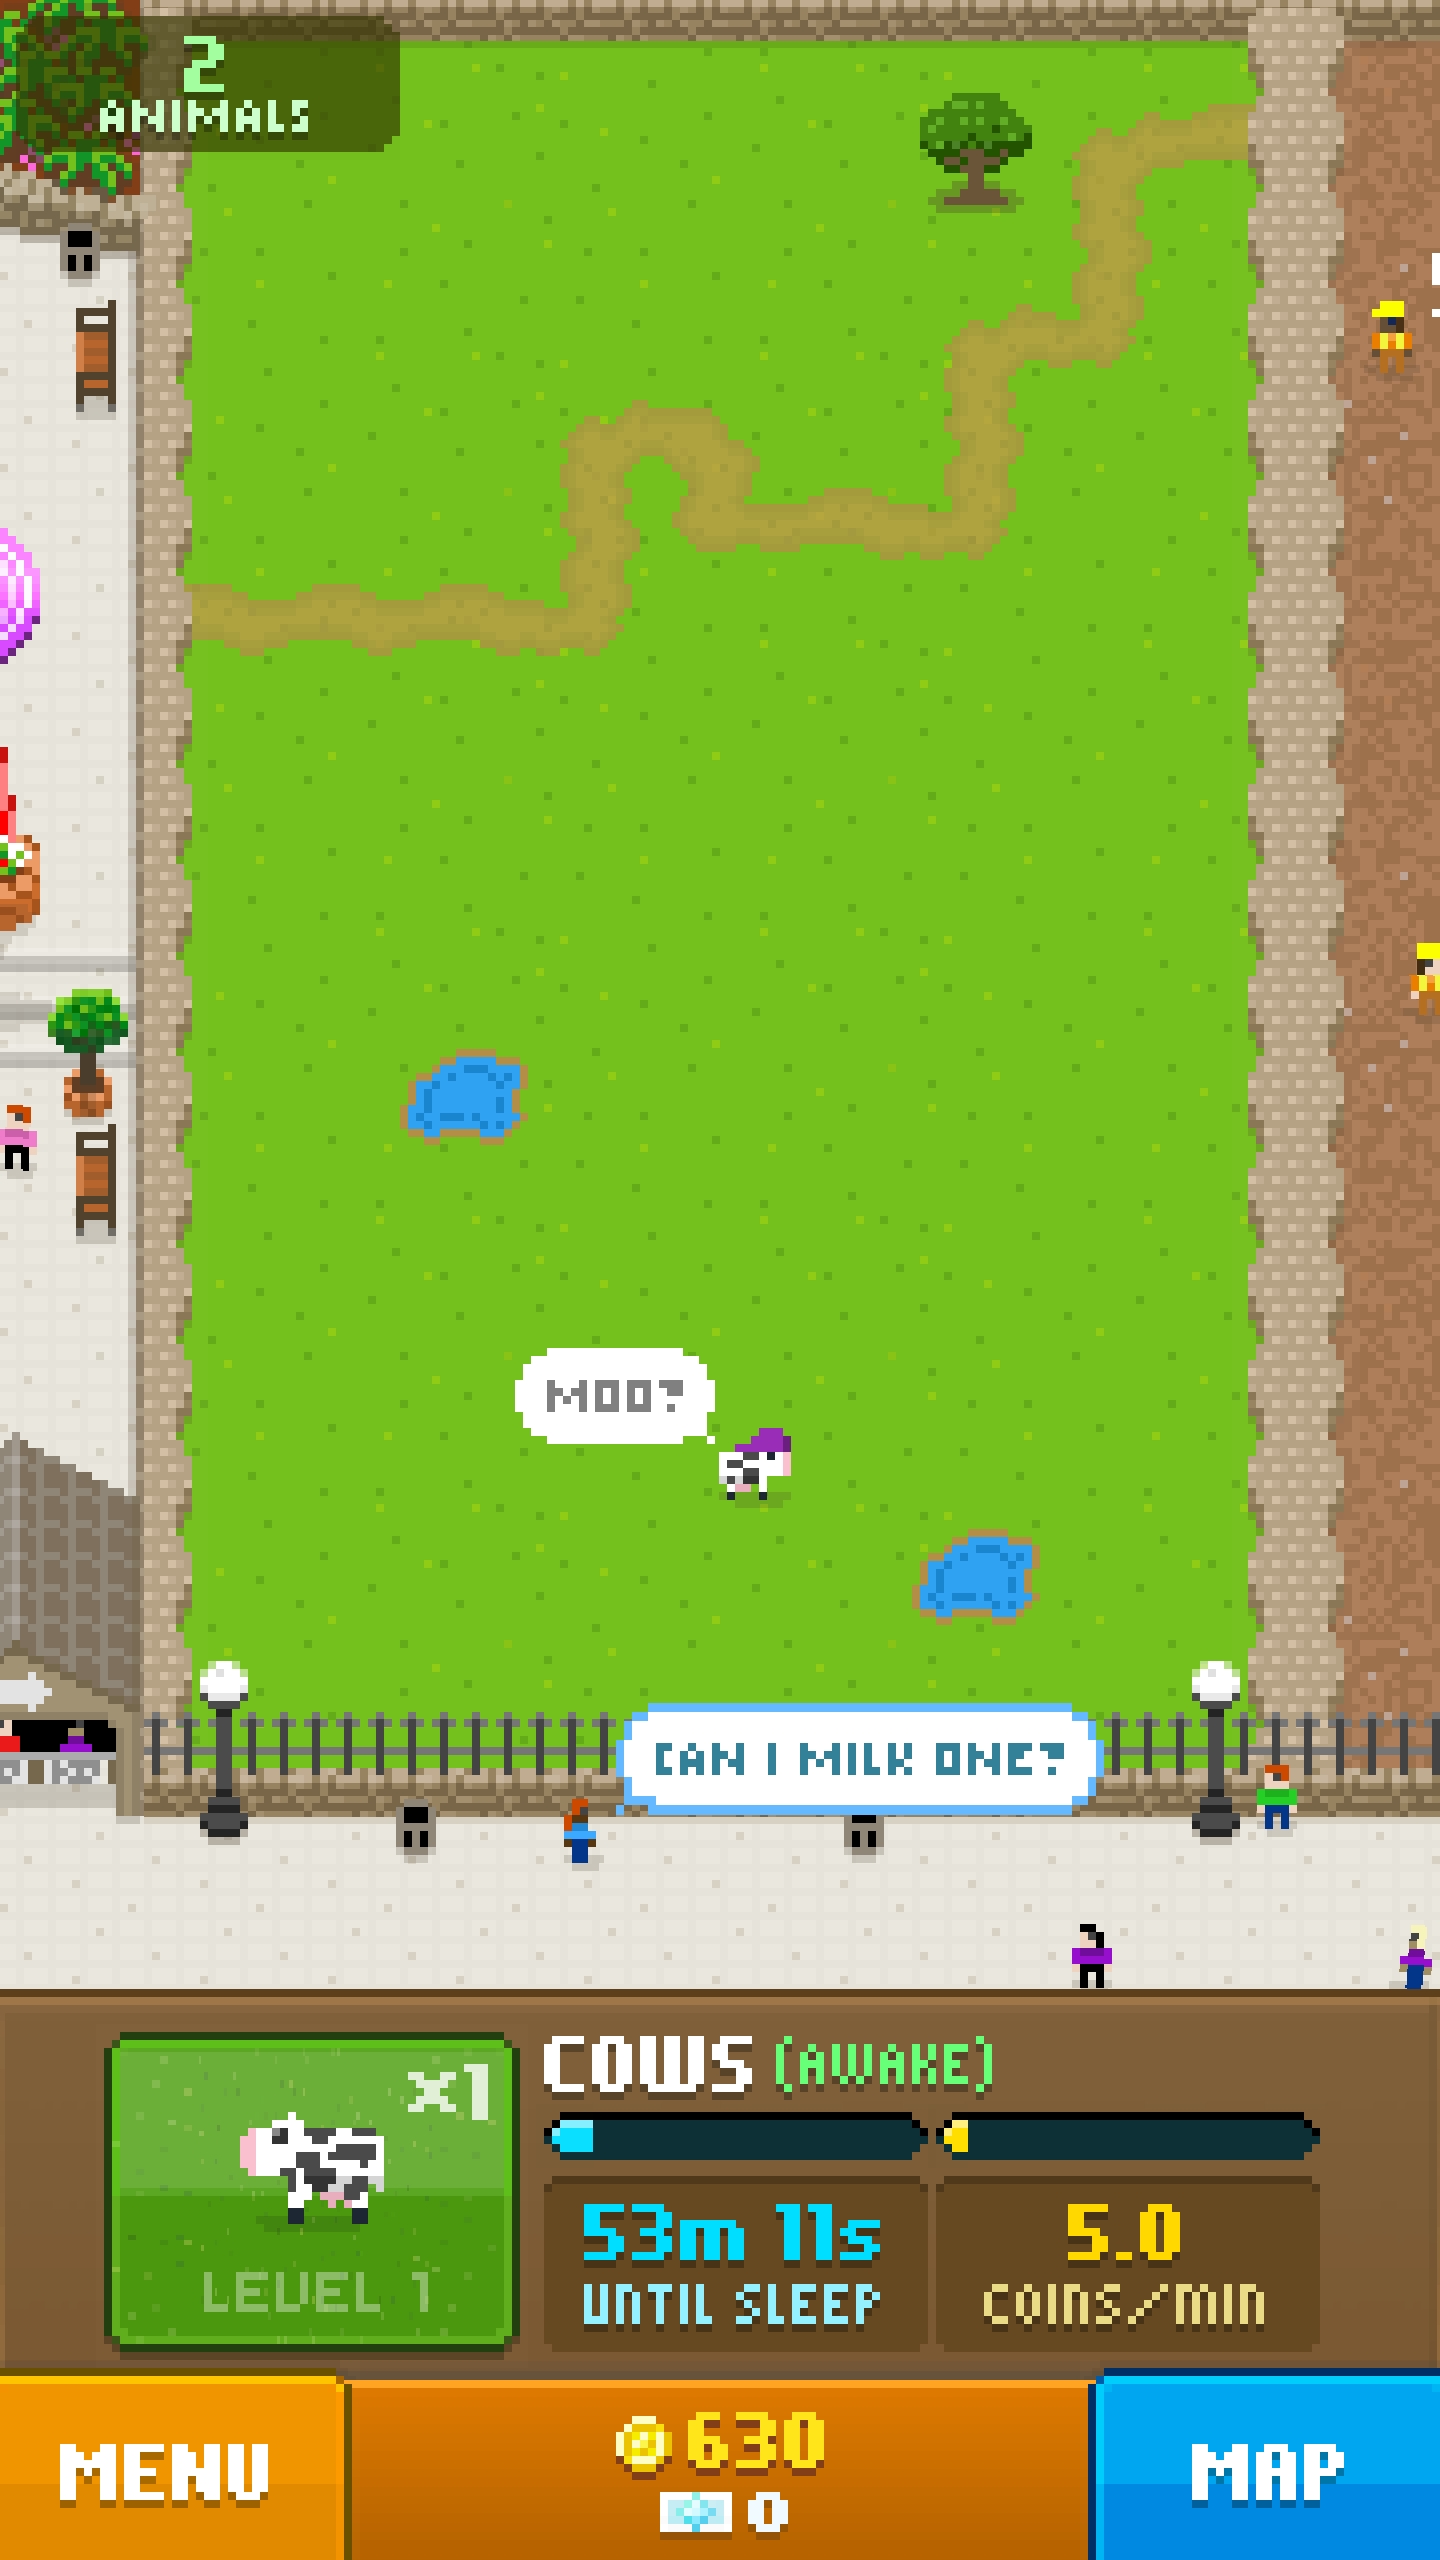 2
ANIMALS
MOO?
CAN I MILK ONE?
x1
LEVEL 1
COWS (AWAKE)
53m 11s
UNTIL SLEEP
5.0
COINS/MIN
MENU
630
0
MAP